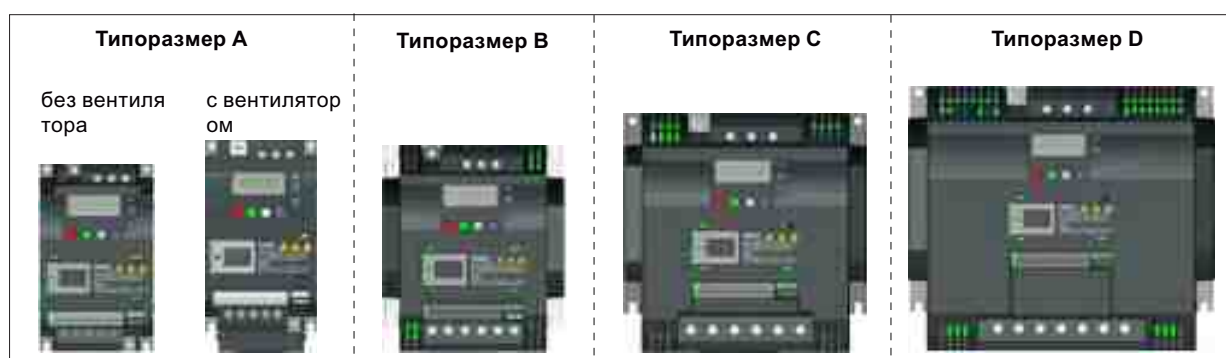 Типоразмер A
Типоразмер B
Типоразмер C
Типоразмер D
без вентиля
тора
с вентилятор
ом